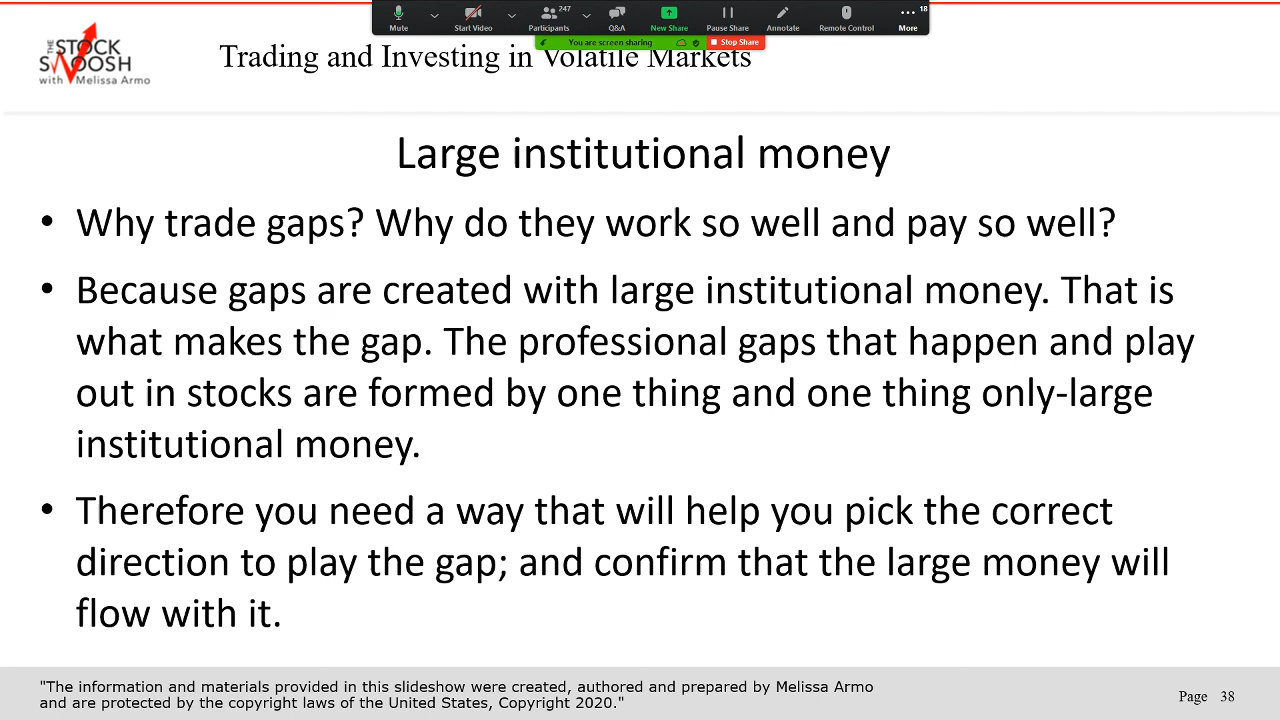 Mute
Start Video
247
Participants
Q&A
New Share
Pause Share
Annotate
Remote Control
18
More
You are screen sharing
Stop Share
THE STOCK
SWOOSH
with Melissa Armo
Trading and Investing in Volatile Markets
Large institutional money
• Why trade gaps? Why do they work so well and pay so well?
• Because gaps are created with large institutional money. That is
what makes the gap. The professional gaps that happen and play
out in stocks are formed by one thing and one thing only-large
institutional money.
• Therefore you need a way that will help you pick the correct
direction to play the gap; and confirm that the large money will
flow with it.
"The information and materials provided in this slideshow were created, authored and prepared by Melissa Armo
and are protected by the copyright laws of the United States, Copyright 2020."
Page 38